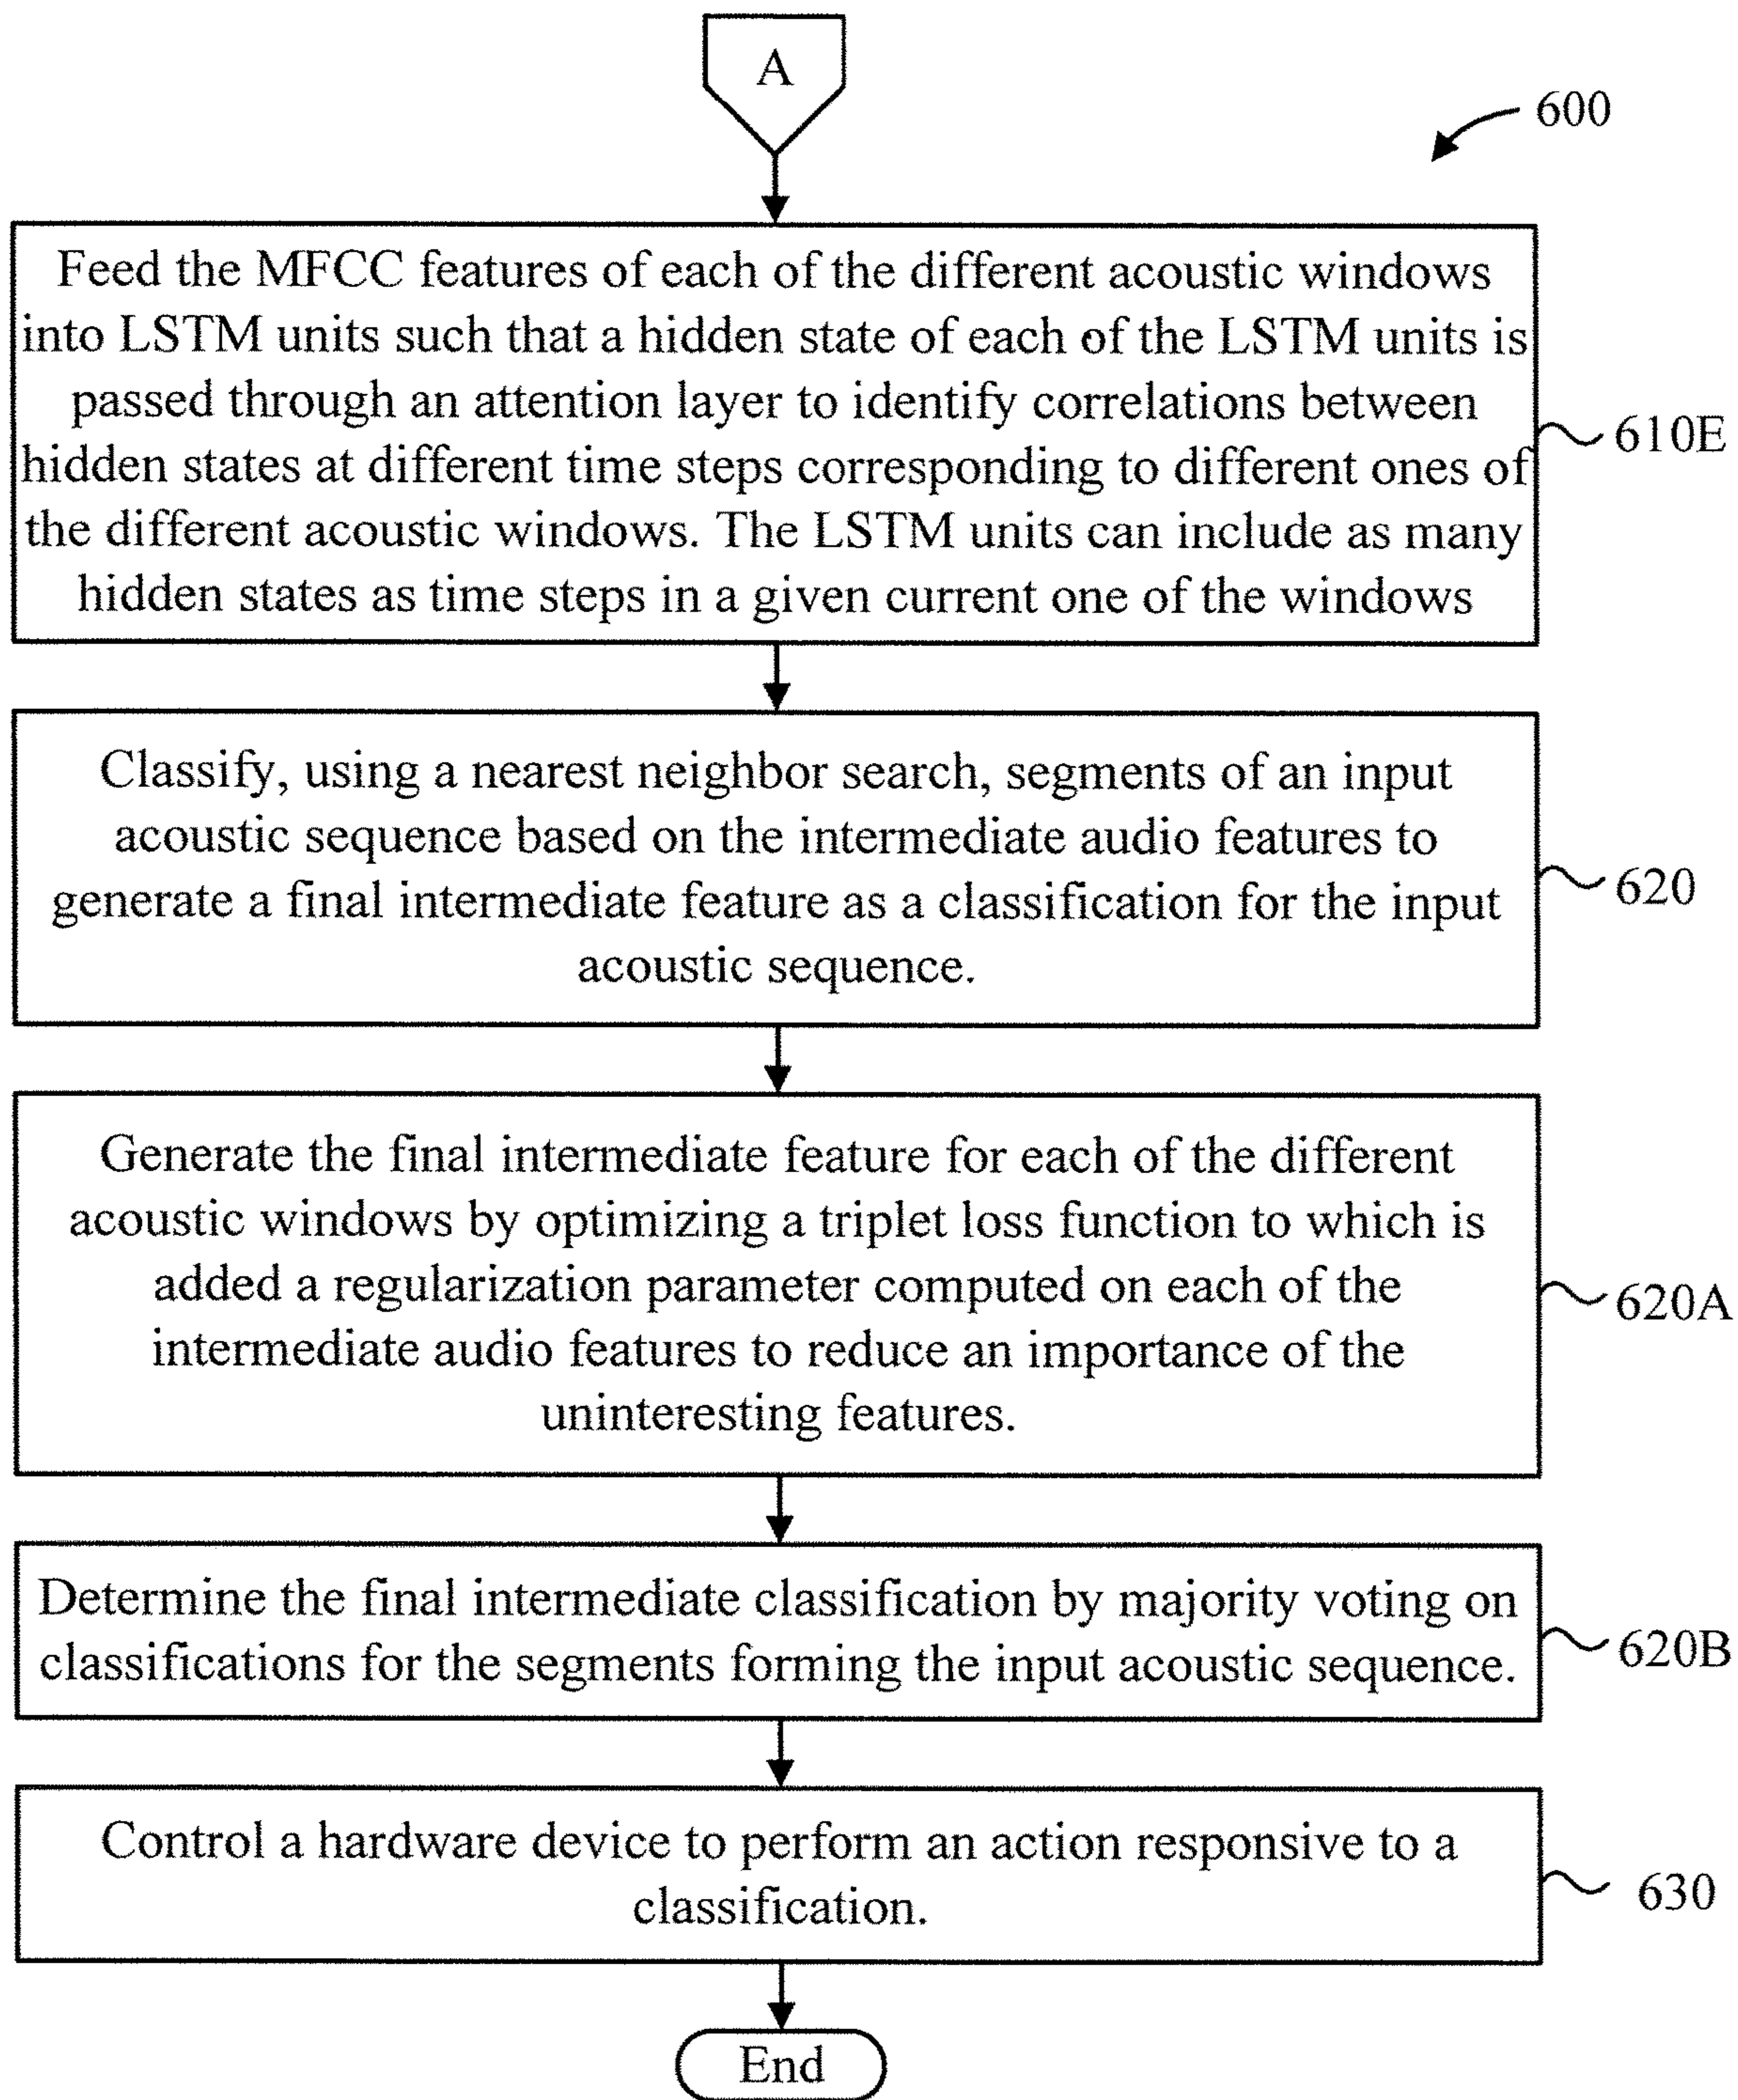 A
600
Feed the MFCC features of each of the different acoustic windows
into LSTM units such that a hidden state of each of the LSTM units is
passed through an attention layer to identify correlations between
hidden states at different time steps corresponding to different ones of
the different acoustic windows. The LSTM units can include as many
hidden states as time steps in a given current one of the windows
610E
Classify, using a nearest neighbor search, segments of an input
acoustic sequence based on the intermediate audio features to
generate a final intermediate feature as a classification for the input
acoustic sequence.
620
Generate the final intermediate feature for each of the different
acoustic windows by optimizing a triplet loss function to which is
added a regularization parameter computed on each of the
intermediate audio features to reduce an importance of the
uninteresting features.
620A
Determine the final intermediate classification by majority voting on
classifications for the segments forming the input acoustic sequence.
620B
Control a hardware device to perform an action responsive to a
classification.
630
End